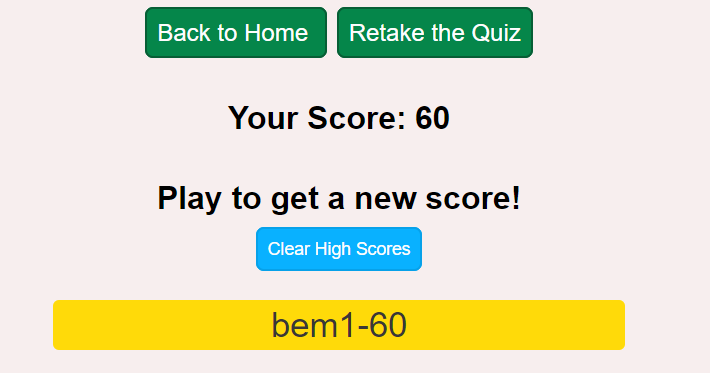 Back to Home Retake the Quiz
Your Score: 60
Play to get a new score!
Clear High Scores
bem1-60